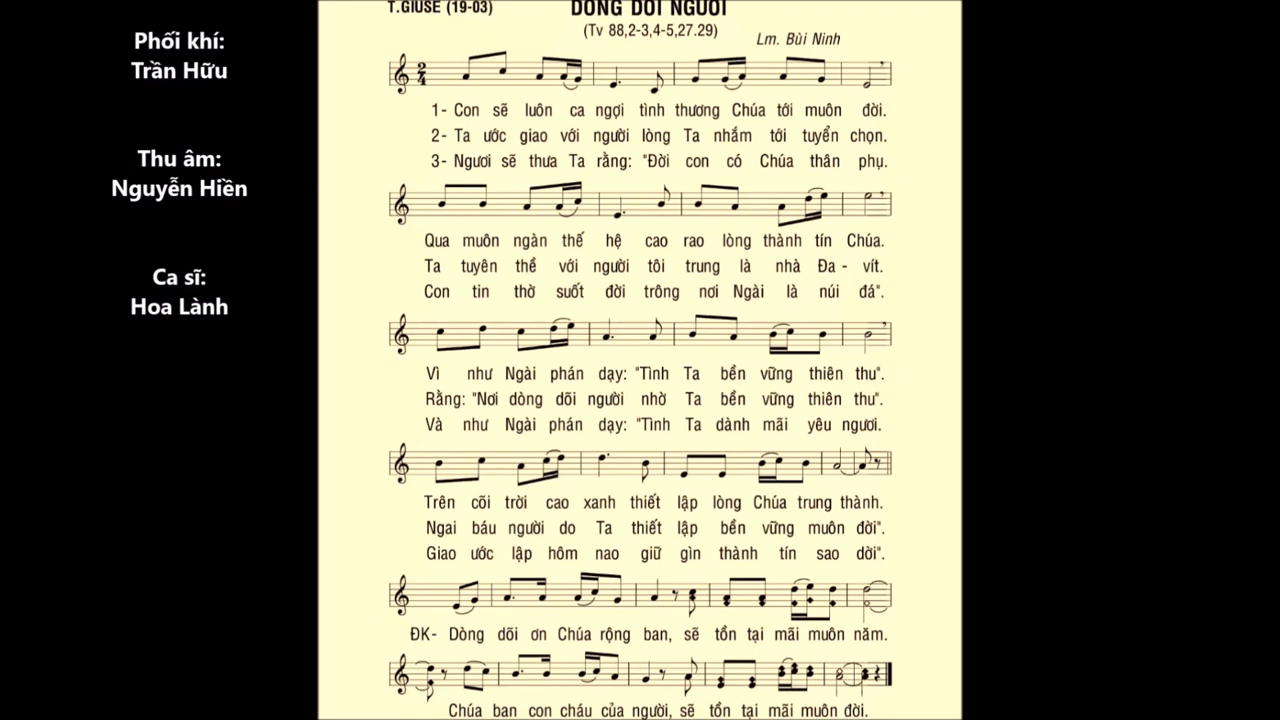 Phối khí:
Trần Hữu
Thu âm:
Nguyễn Hiền
Ca sĩ:
Hoa Lành
T.GIUSE (19-03)
DÒNG DÕI NGƯỜI
(Tv 88,2-3,4-5,27.29)
Lm. Bùi Ninh
1- Con sẽ luôn ca ngợi tình thương Chúa tới muôn đời.
2- Ta ước giao với người lòng Ta nhắm tới tuyển chọn.
3- Ngươi sẽ thưa Ta rằng: "Đời con có Chúa thân phụ.
Qua muôn ngàn thế hệ cao rao lòng thành tín Chúa.
Ta tuyên thề với người tôi trung là nhà Đa - vít.
Con tin thờ suốt đời trông nơi Ngài là núi đá".
Vì như Ngài phán dạy: "Tình Ta bền vững thiên thu".
Rằng: "Nơi dòng dõi người nhờ Ta bền vững thiên thu".
Và như Ngài phán dạy: "Tình Ta dành mãi yêu ngươi.
Trên cõi trời cao xanh thiết lập lòng Chúa trung thành.
Ngai báu người do Ta thiết lập bền vững muôn đời".
Giao ước lập hôm nao giữ gìn thành tín sao dời".
ĐK- Dòng dõi ơn Chúa rộng ban, sẽ tồn tại mãi muôn năm.
Chúa ban con cháu của người, sẽ tồn tại mãi muôn đời.